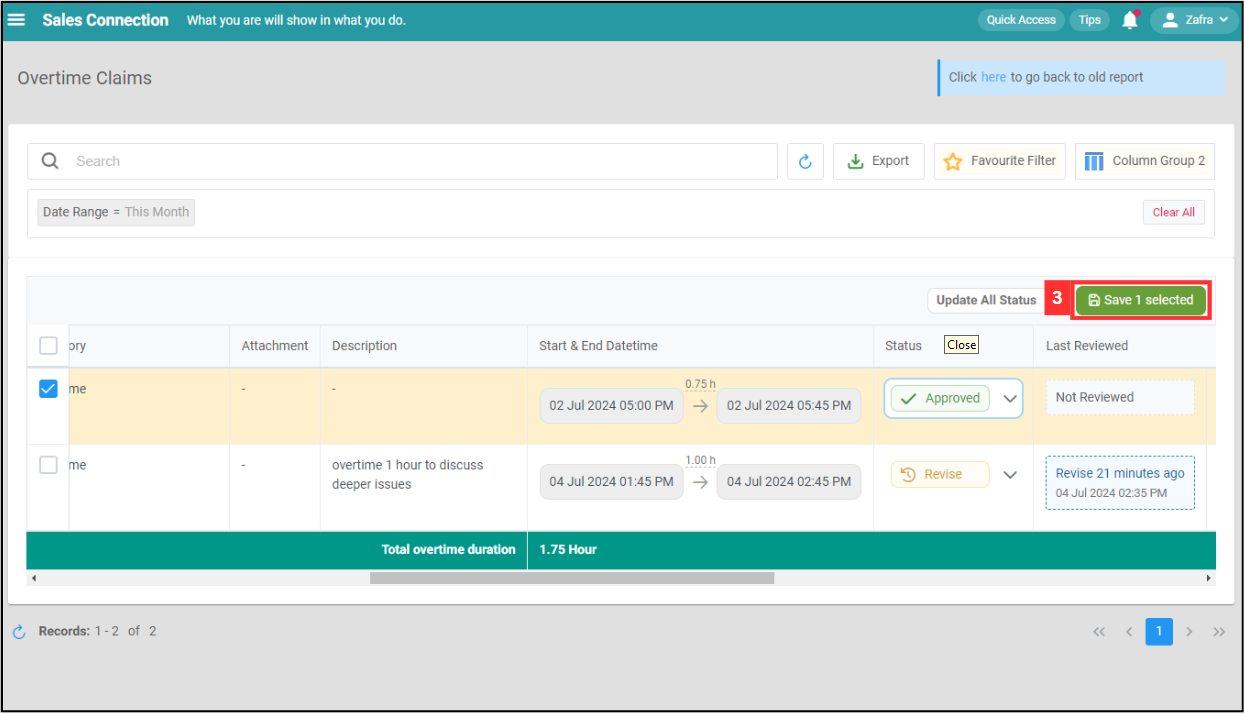 Sales Connection What you are will show in what you do. Quick Access Tips Zafra
Overtime Claims
Click here to go back to old report
Search Export Favourite Filter Column Group 2
Date Range = This Month Clear All
Update All Status 3 Save 1 selected
ory Attachment Description Start & End Datetime Status Close Last Reviewed
me - - 02 Jul 2024 05:00 PM 0.75 h 02 Jul 2024 05:45 PM Approved Not Reviewed
me - overtime 1 hour to discuss 04 Jul 2024 01:45 PM 1.00 h 04 Jul 2024 02:45 PM Revise Revise 21 minutes ago
deeper issues 04 Jul 2024 02:35 PM
Total overtime duration 1.75 Hour
Records: 1 - 2 of 2 << < 1 > >>